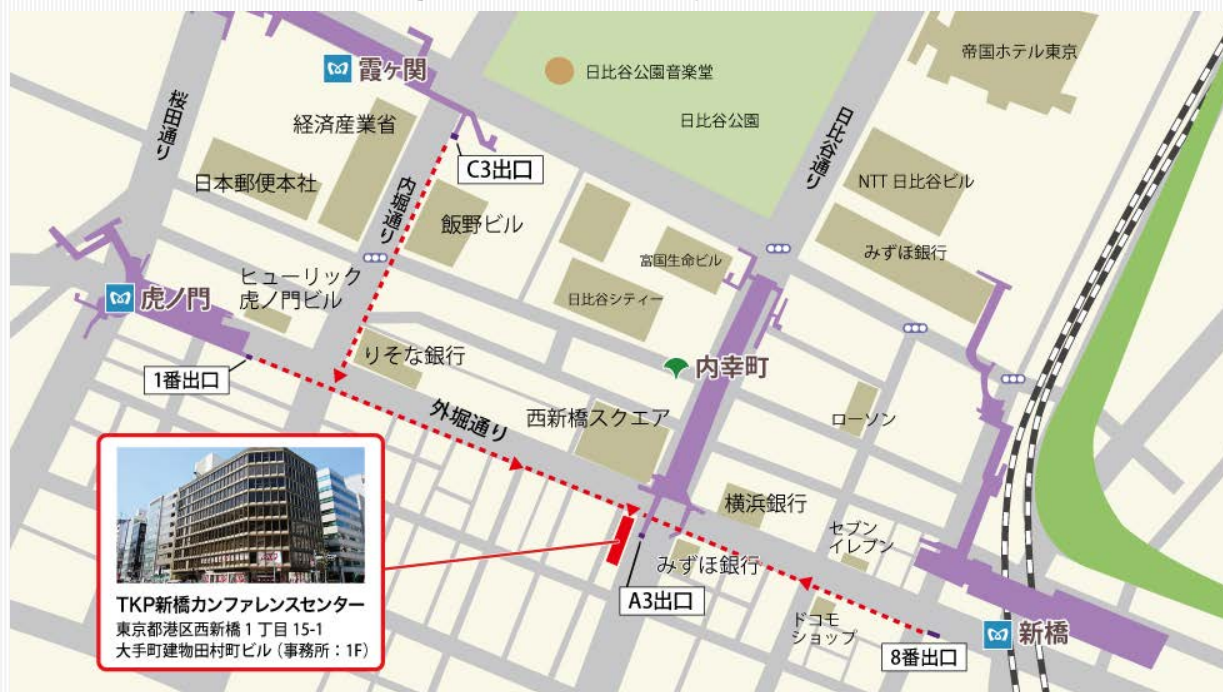 帝国ホテル東京
霞ヶ関
日比谷公園音楽堂
桜田通り
経済産業省
日比谷公園
日比谷通り
C3出口
日本郵便本社
内堀通り
NTT 日比谷ビル
飯野ビル
みずほ銀行
富国生命ビル
ヒューリック
虎ノ門ビル
虎ノ門
日比谷シティー
りそな銀行
内幸町
1番出口
外堀通り
西新橋スクエア
ローソン
横浜銀行
セブン
イレブン
みずほ銀行
A3出口
ドコモ
ショップ
新橋
8番出口
TKP新橋カンファレンスセンター
東京都港区西新橋1丁目15-1
大手町建物田村町ビル（事務所：1F）